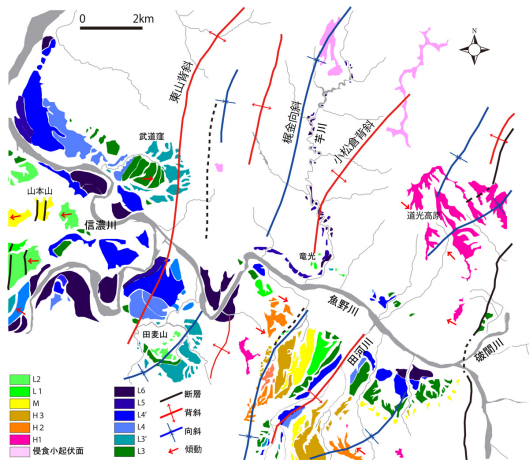 0 2km
N
東山背斜
梶金向斜
芋川
小松倉背斜
武道窪
山本山
信濃川
道光高原
竜光
魚野川
田麦山
田河川
破間川
L2
L1
M
H3
H2
H1
侵食小起伏面
L6
L5
L4'
L4
L3'
L3
断層
背斜
向斜
傾動